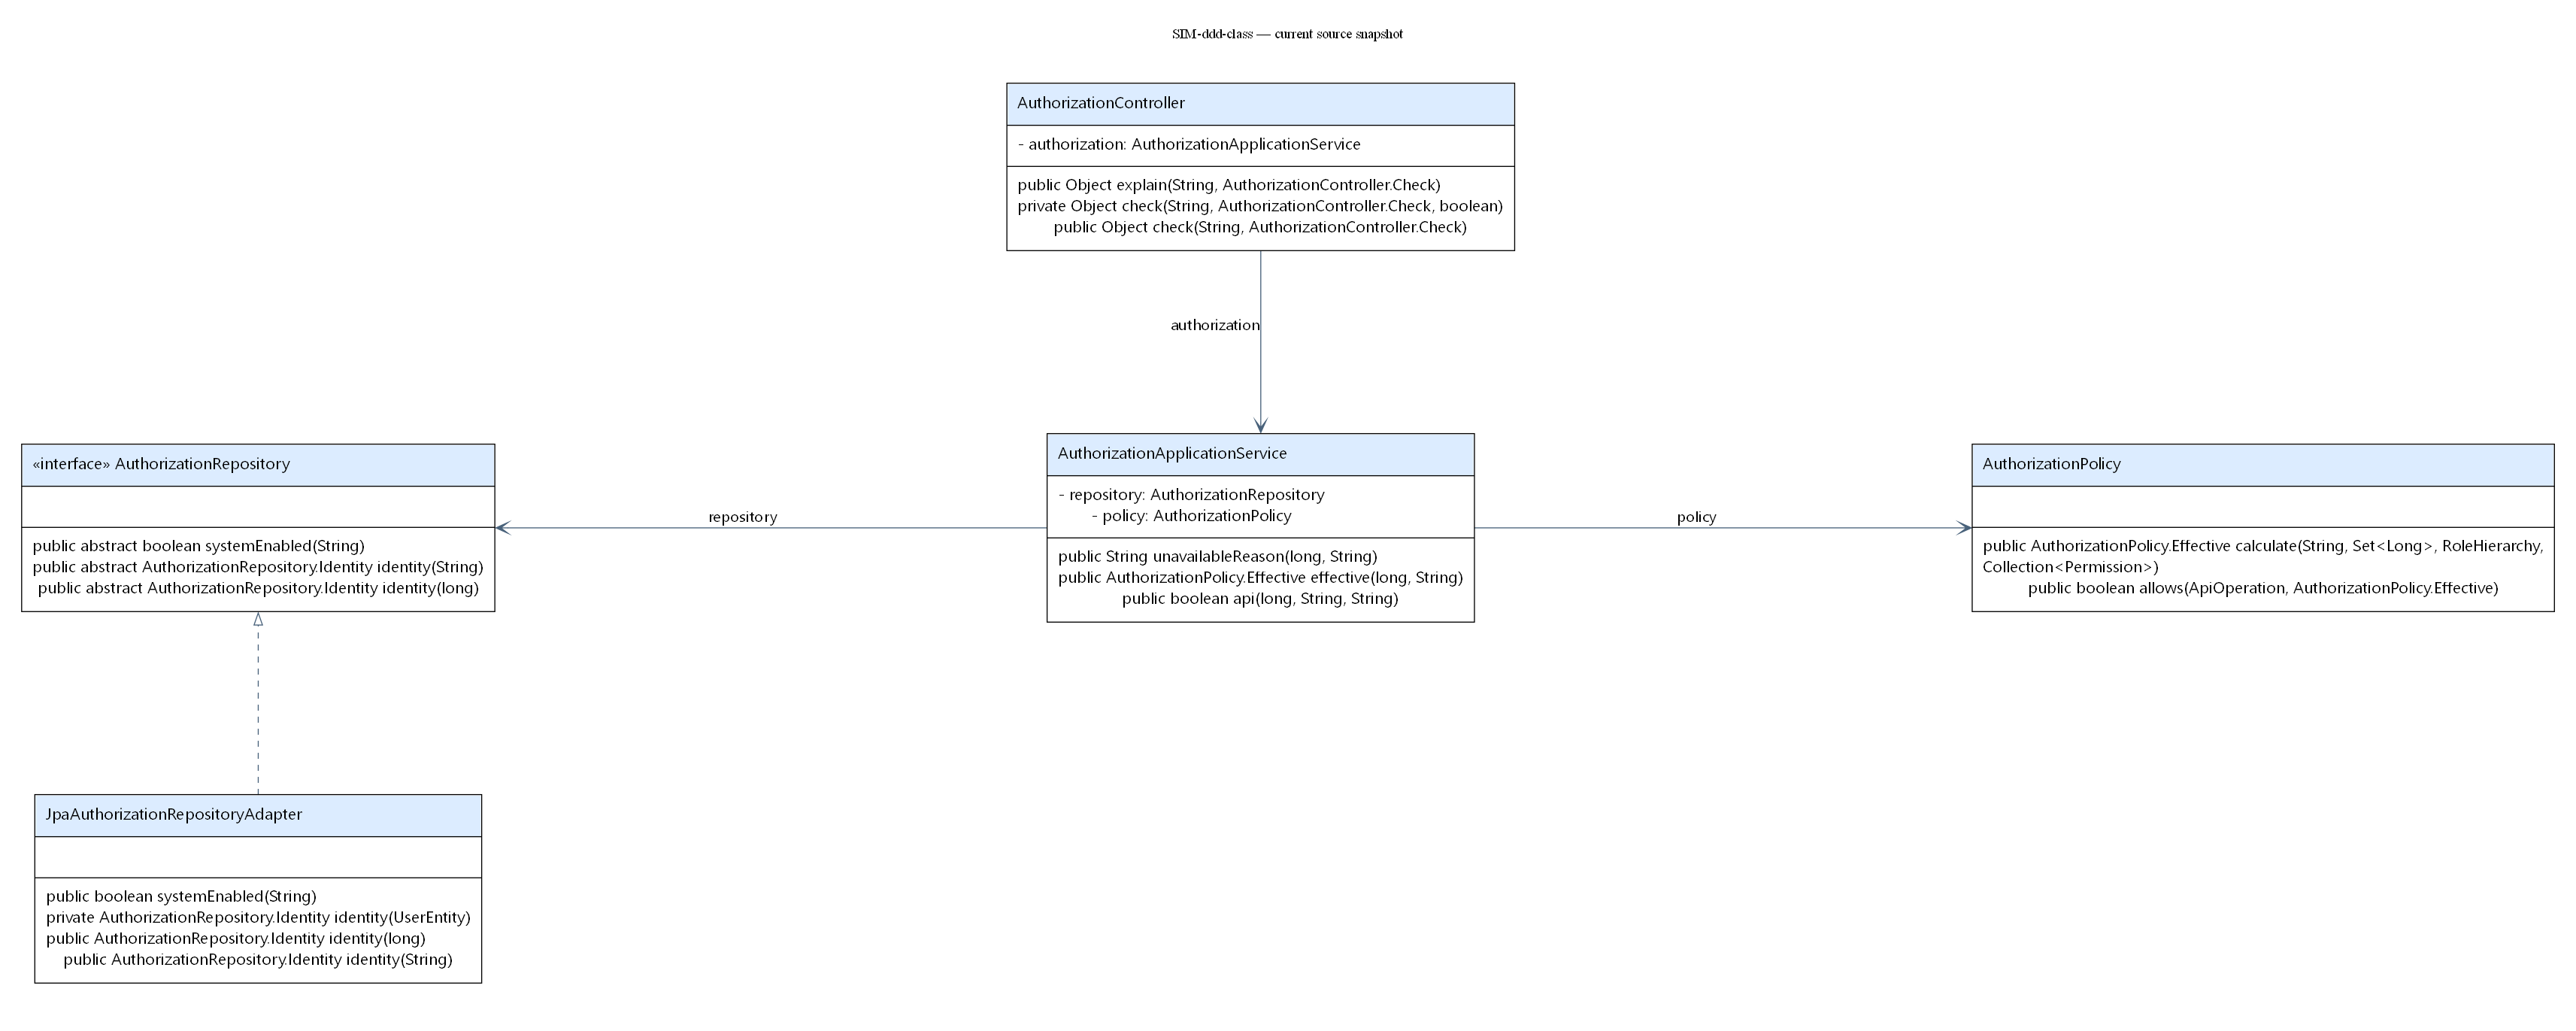 SIM-ddd-class — current source snapshot
AuthorizationController
- authorization: AuthorizationApplicationService
public Object explain(String, AuthorizationController.Check)
private Object check(String, AuthorizationController.Check, boolean)
public Object check(String, AuthorizationController.Check)
authorization
«interface» AuthorizationRepository
public abstract boolean systemEnabled(String)
public abstract AuthorizationRepository.Identity identity(String)
public abstract AuthorizationRepository.Identity identity(long)
repository
AuthorizationApplicationService
- repository: AuthorizationRepository
- policy: AuthorizationPolicy
public String unavailableReason(long, String)
public AuthorizationPolicy.Effective effective(long, String)
public boolean api(long, String, String)
policy
AuthorizationPolicy
public AuthorizationPolicy.Effective calculate(String, Set<Long>, RoleHierarchy,
Collection<Permission>)
public boolean allows(ApiOperation, AuthorizationPolicy.Effective)
JpaAuthorizationRepositoryAdapter
public boolean systemEnabled(String)
private AuthorizationRepository.Identity identity(UserEntity)
public AuthorizationRepository.Identity identity(long)
public AuthorizationRepository.Identity identity(String)